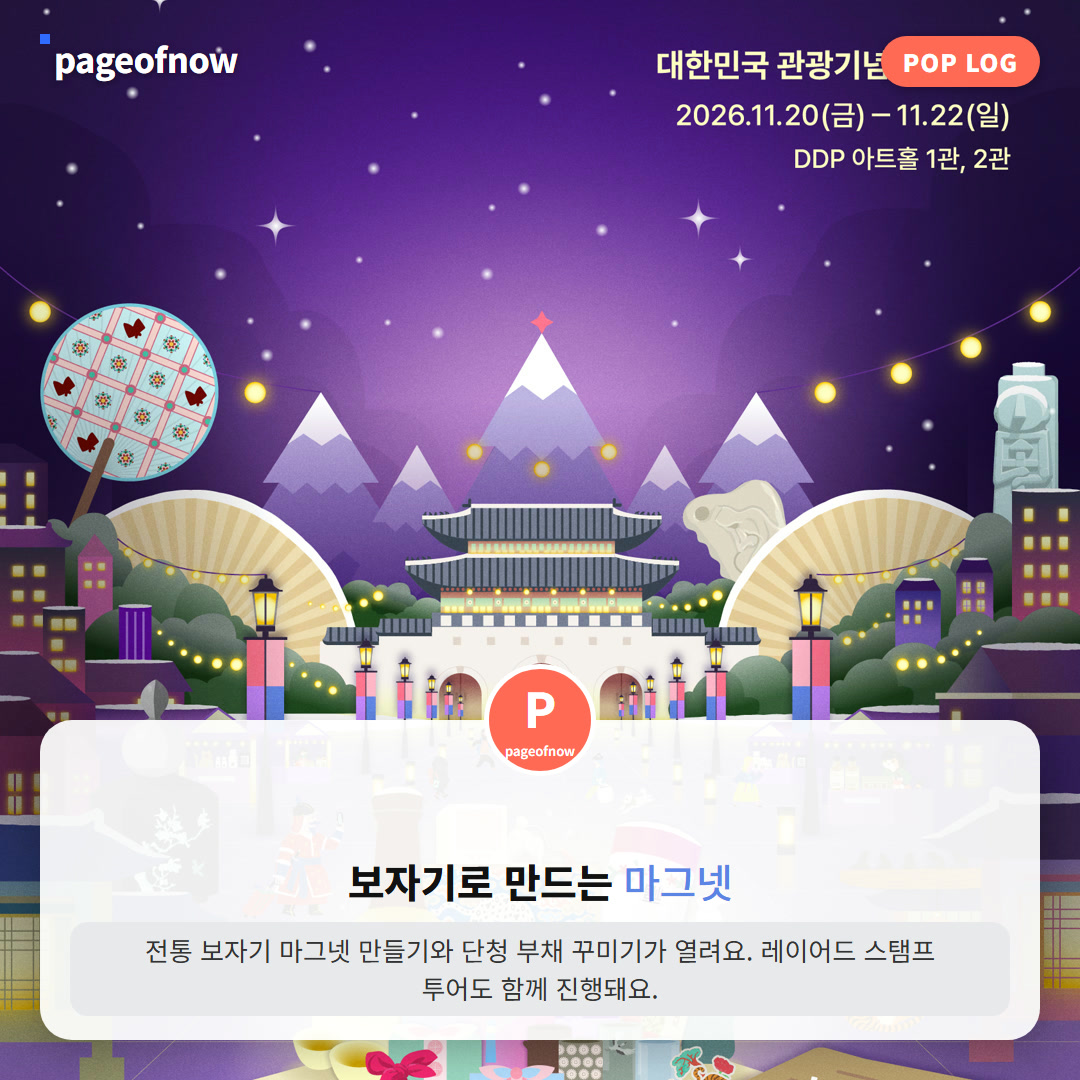 pageofnow
대한민국 관광기념
POP LOG
2026.11.20(금) – 11.22(일)
DDP 아트홀 1관, 2관
P
pageofnow
보자기로 만드는 마그넷
전통 보자기 마그넷 만들기와 단청 부채 꾸미기가 열려요. 레이어드 스탬프
투어도 함께 진행돼요.